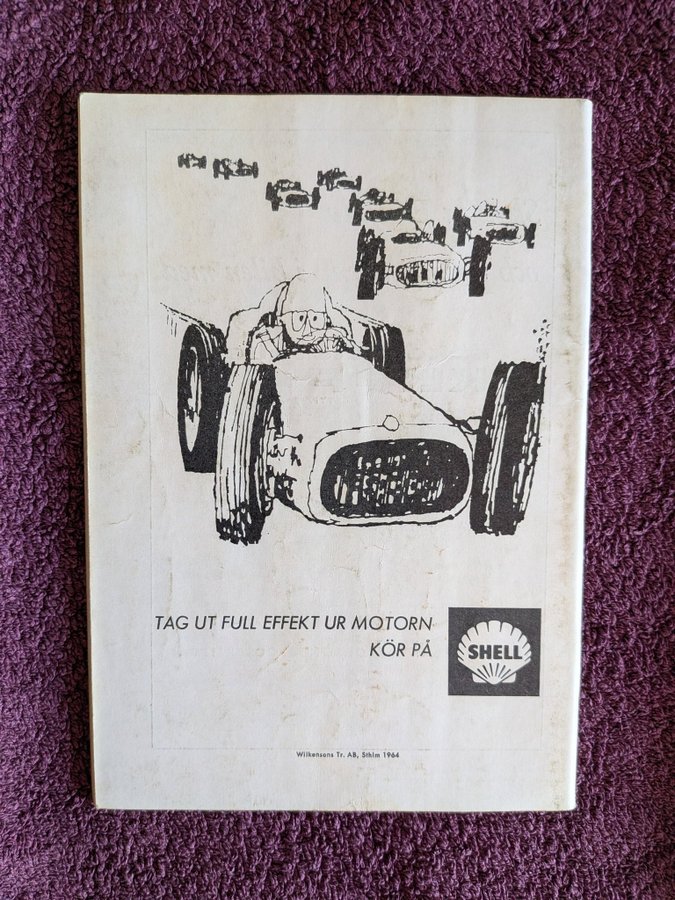 TAG UT FULL EFFEKT UR MOTORN
KÖR PÅ
SHELL
Wilkensons Tr. AB, Sthlm 1964